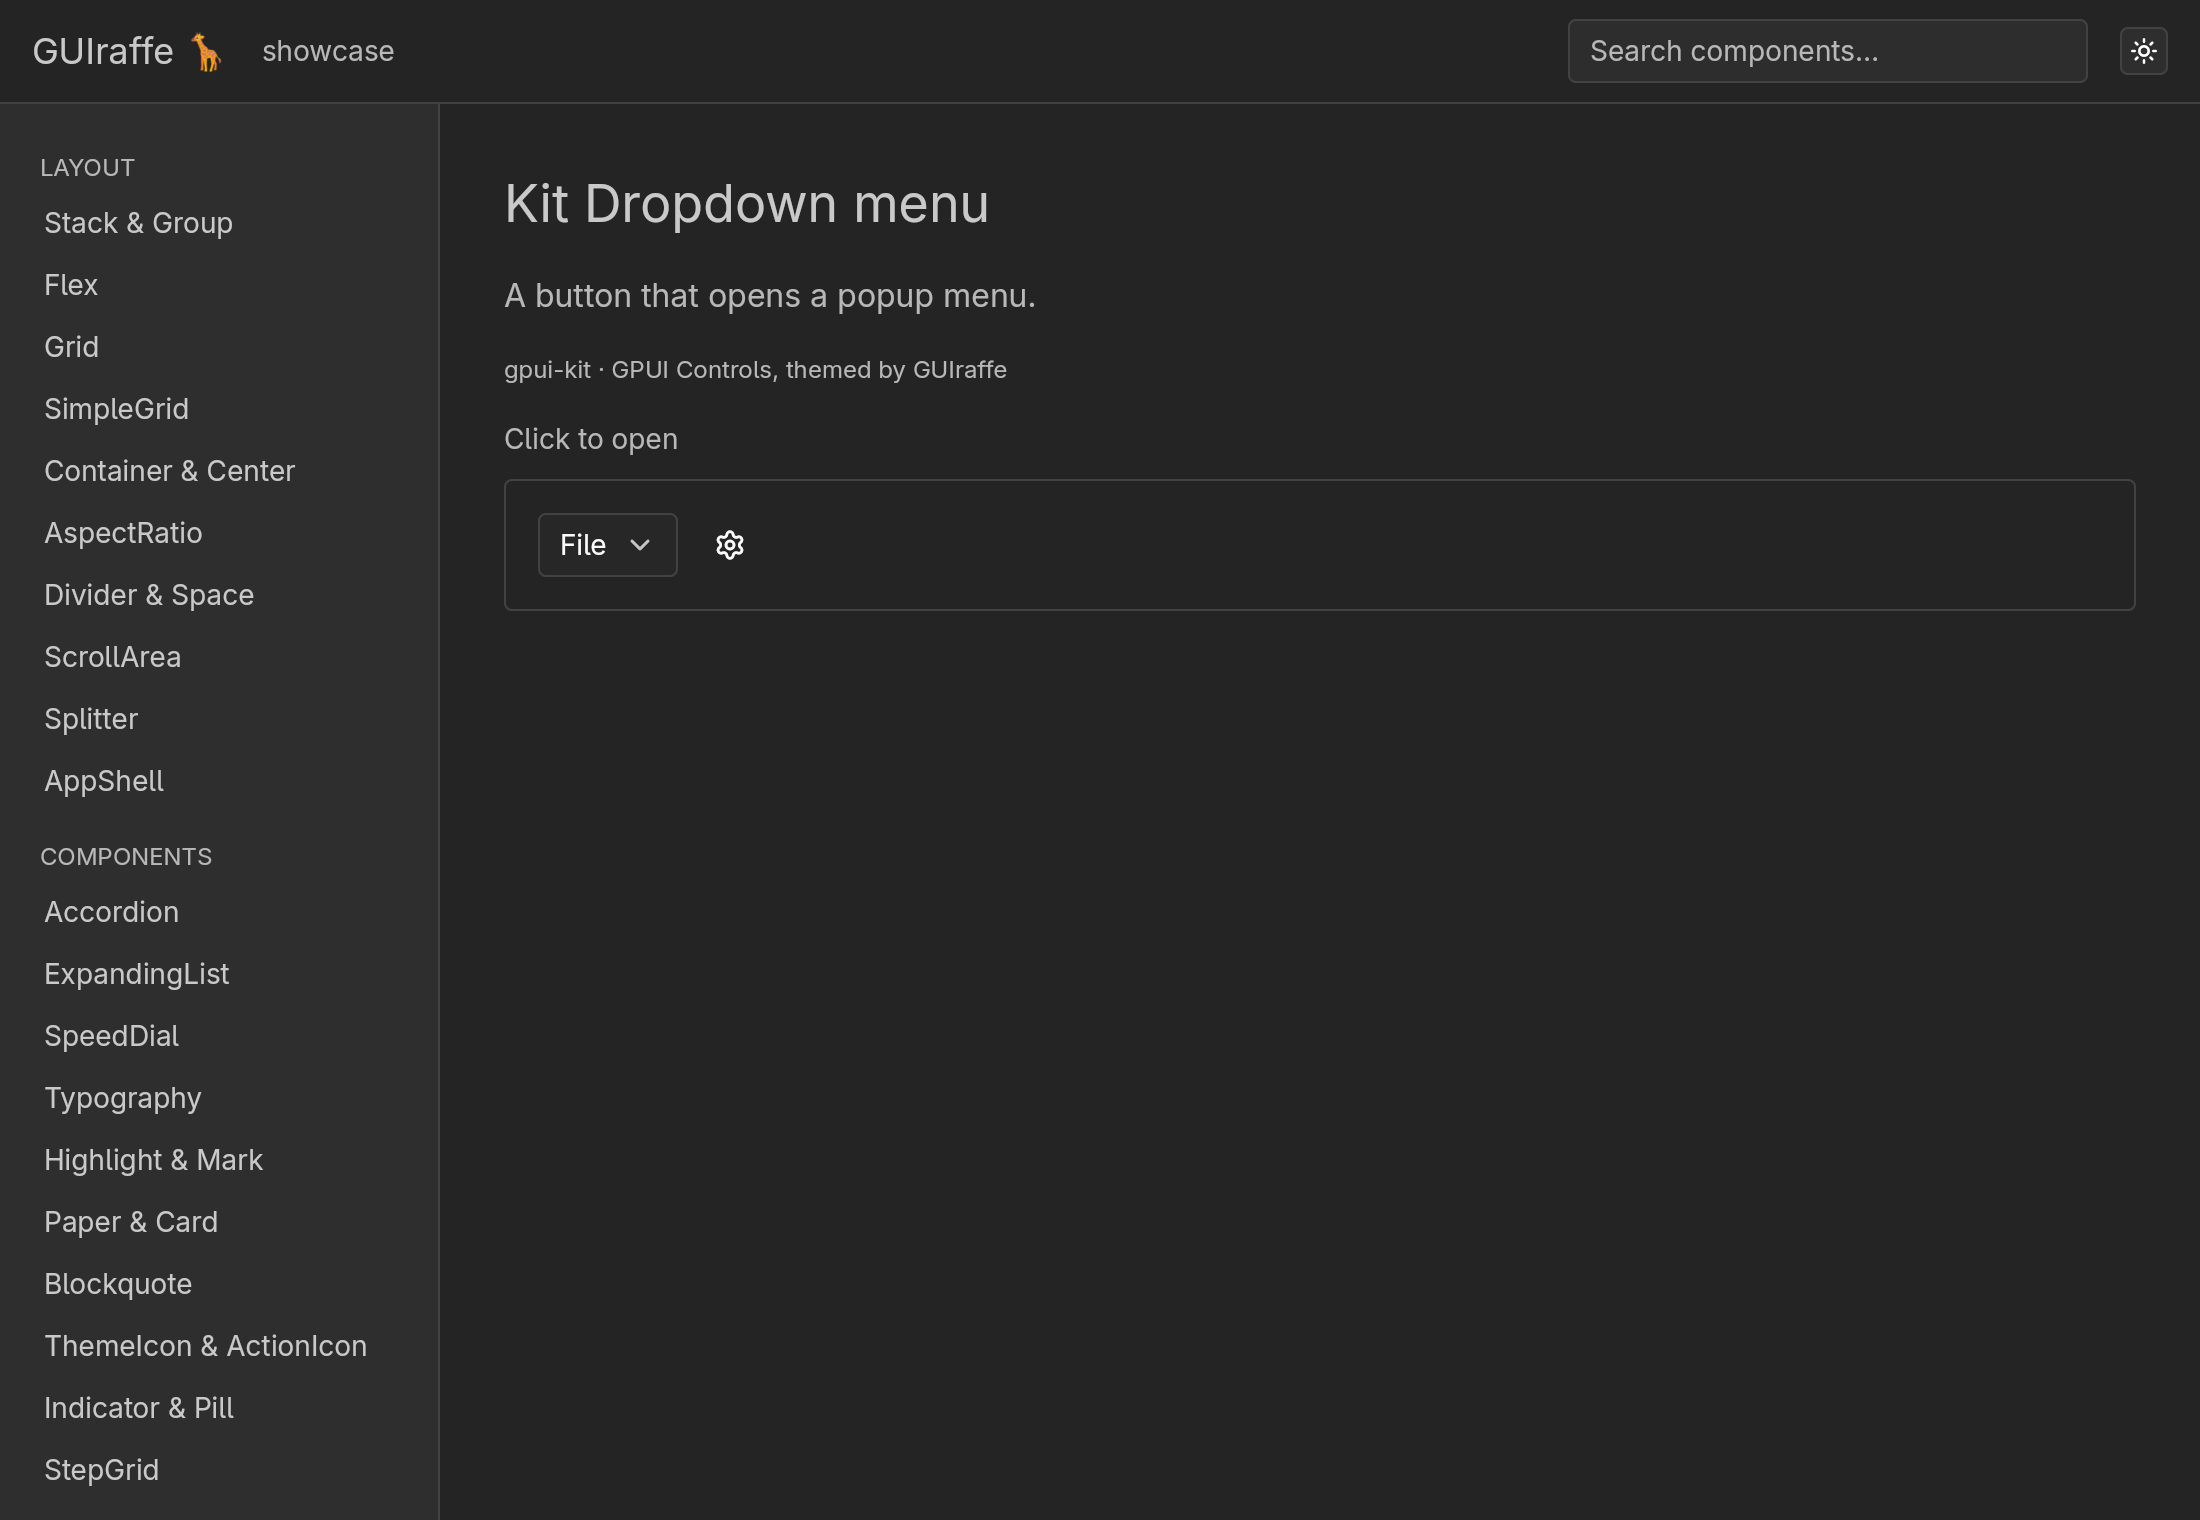 GUIraffe 🦒 showcase
Search components...
LAYOUT
Stack & Group
Flex
Grid
SimpleGrid
Container & Center
AspectRatio
Divider & Space
ScrollArea
Splitter
AppShell
COMPONENTS
Accordion
ExpandingList
SpeedDial
Typography
Highlight & Mark
Paper & Card
Blockquote
ThemeIcon & ActionIcon
Indicator & Pill
StepGrid
Kit Dropdown menu
A button that opens a popup menu.
gpui-kit · GPUI Controls, themed by GUIraffe
Click to open
File